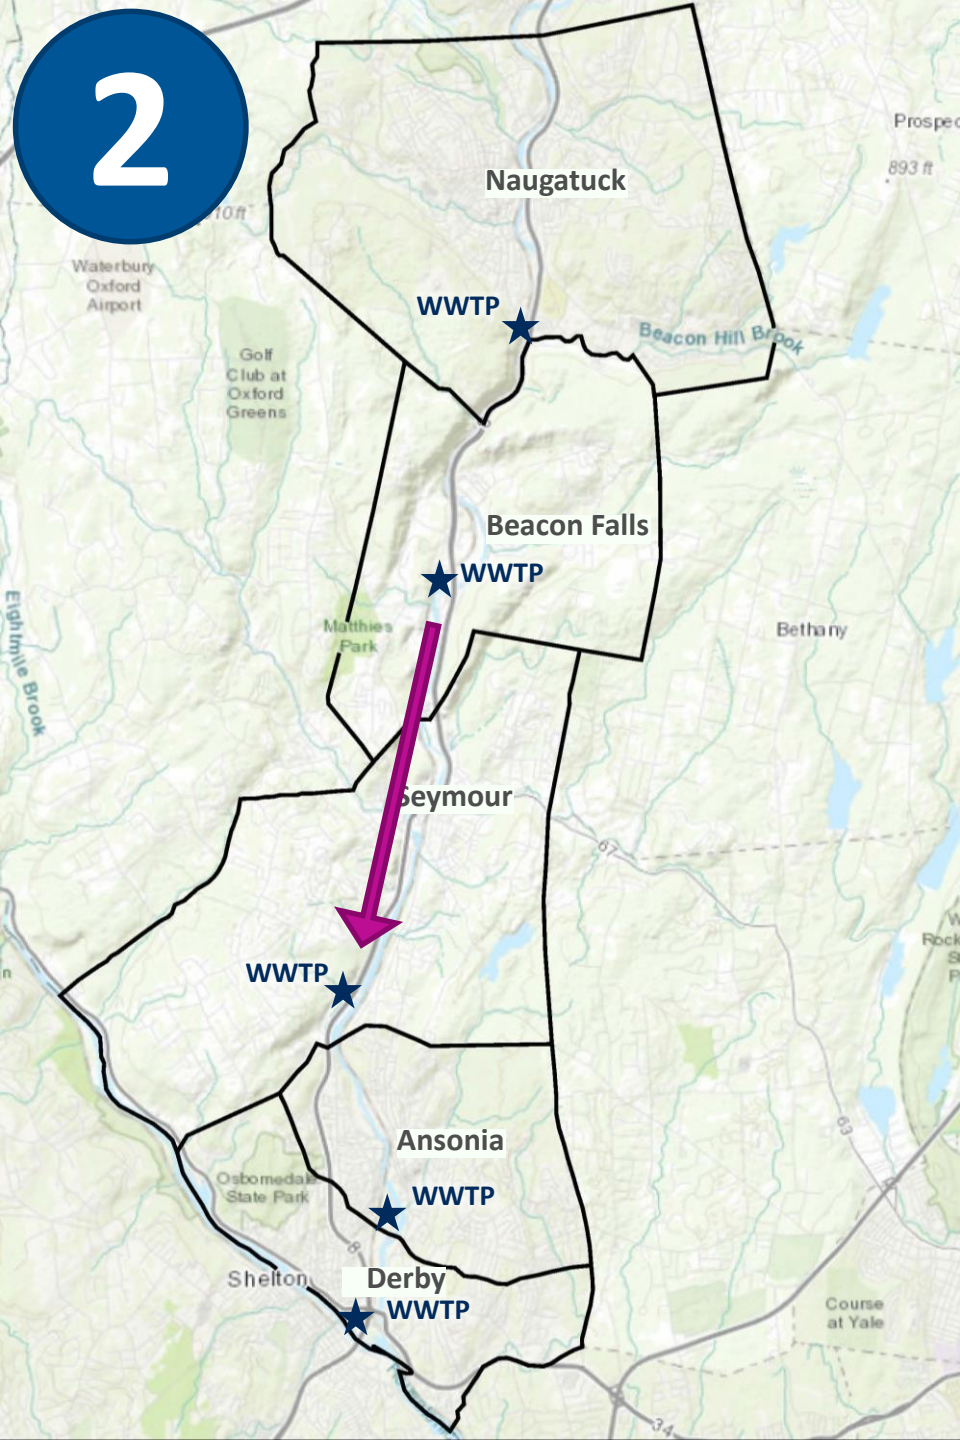 2
Prospec
893 ft
Naugatuck
10 ft
Waterbury
Oxford
Airport
WWTP
Beacon Hill Brook
Golf
Club at
Oxford
Greens
Beacon Falls
WWTP
Eightmile Brook
Matthies
Park
Bethany
Seymour
67
W
Rock
S
P
WWTP
n
63
Ansonia
Osbornedale
State Park
WWTP
8
Shelton
Derby
WWTP
Course
at Yale
34